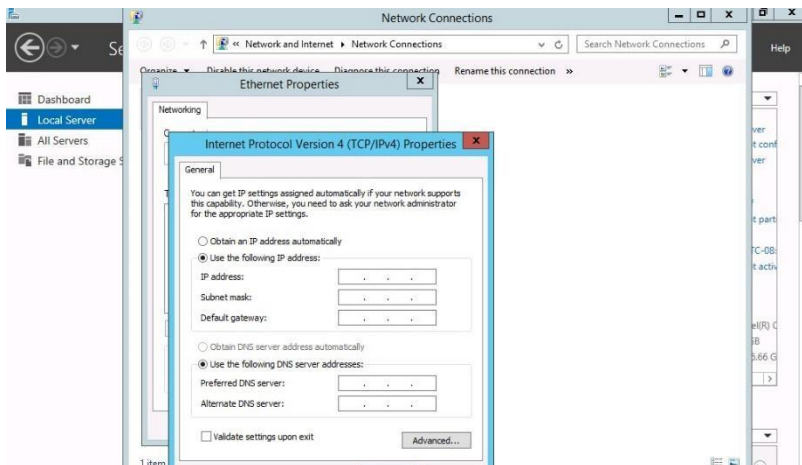 Network Connections
Network and Internet
Network Connections
Search Network Connections
Help
Organize
Disable this network device
Diagnose this connection
Rename this connection
»
Dashboard
Local Server
All Servers
File and Storage S
Ethernet Properties
Networking
Internet Protocol Version 4 (TCP/IPv4) Properties
General
You can get IP settings assigned automatically if your network supports
this capability. Otherwise, you need to ask your network administrator
for the appropriate IP settings.
Obtain an IP address automatically
Use the following IP address:
IP address:
Subnet mask:
Default gateway:
Obtain DNS server address automatically
Use the following DNS server addresses:
Preferred DNS server:
Alternate DNS server:
Validate settings upon exit
Advanced...
1 item